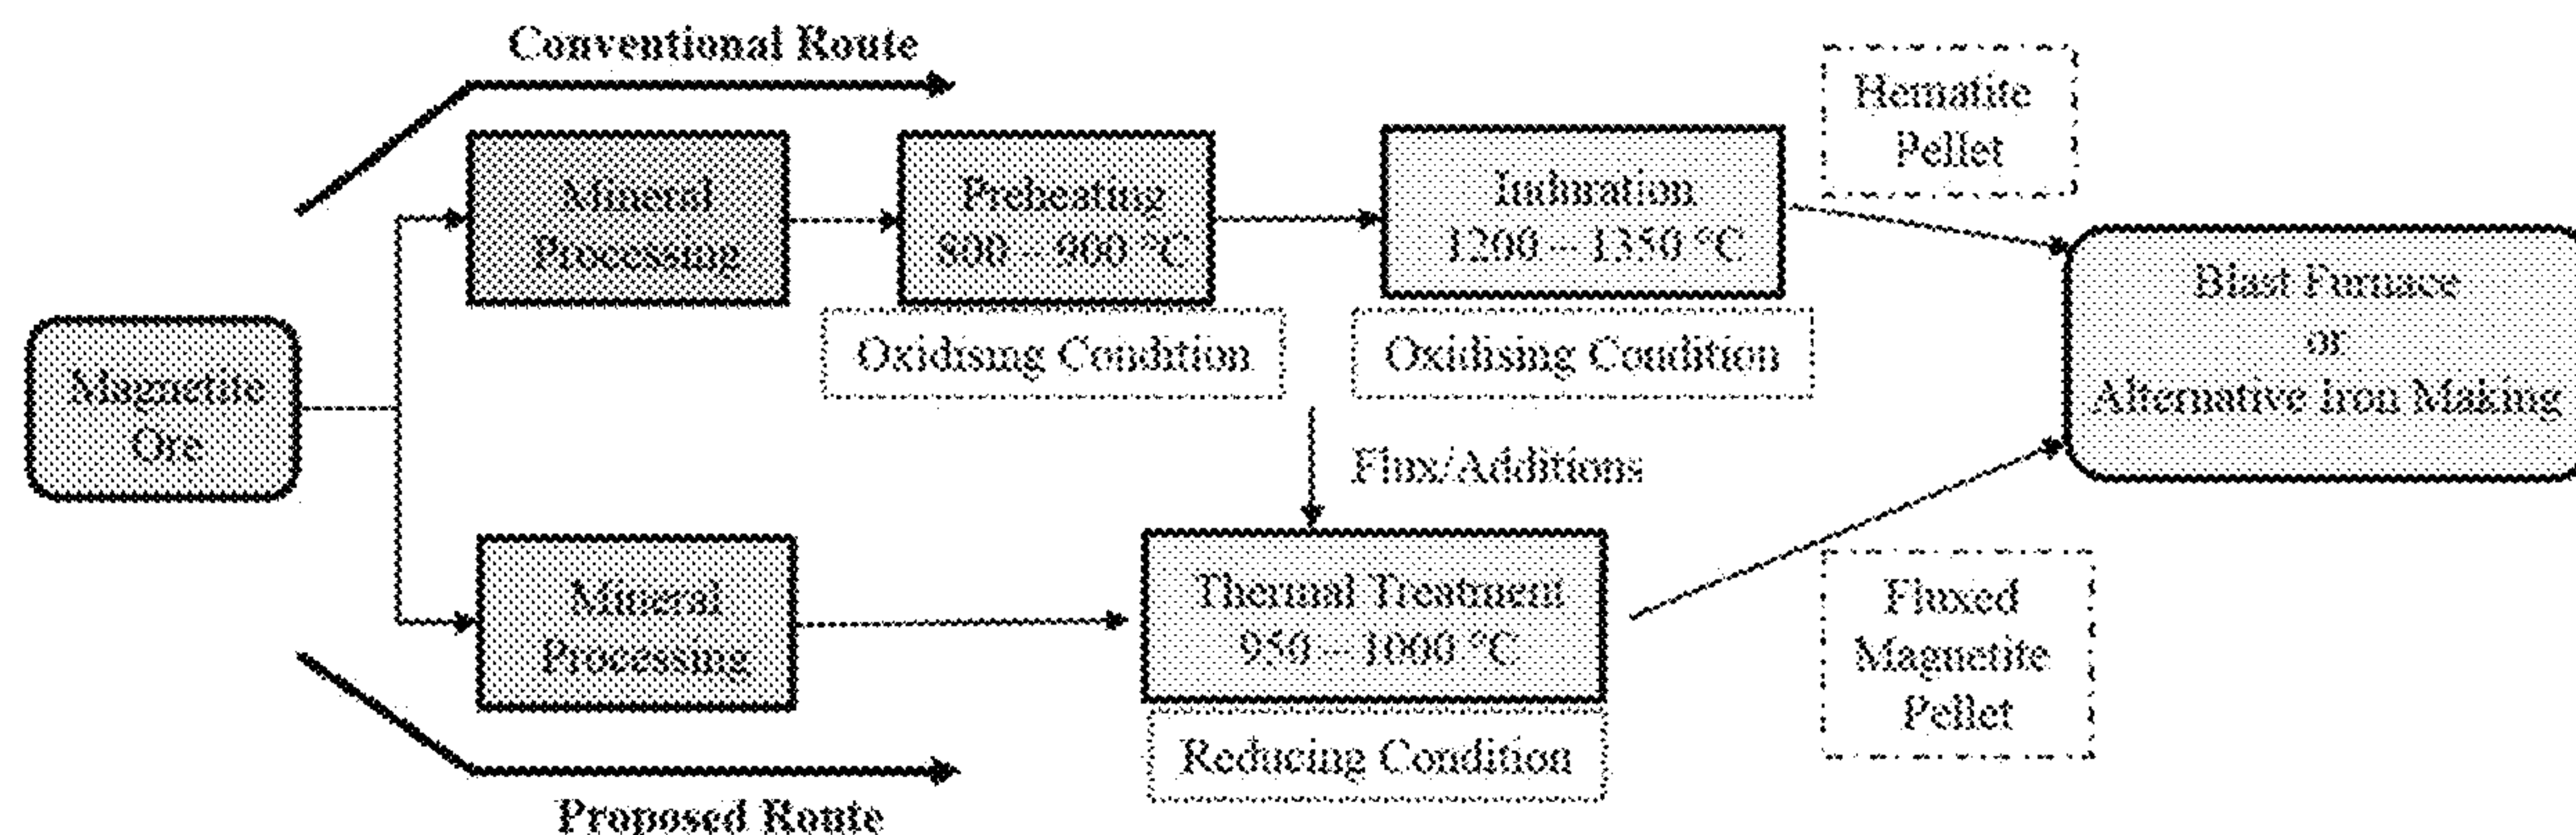 Conventional Route
Hematite
Pellet
Mineral
Processing
Preheating
800 – 900 °C
Induration
1200 – 1350 °C
Oxidising Condition
Oxidising Condition
Blast Furnace
or
Alternative Iron Making
Magnetite
Ore
Flux/Additions
Mineral
Processing
Thermal Treatment
950 – 1000 °C
Reducing Condition
Fluxed
Magnetite
Pellet
Proposed Route